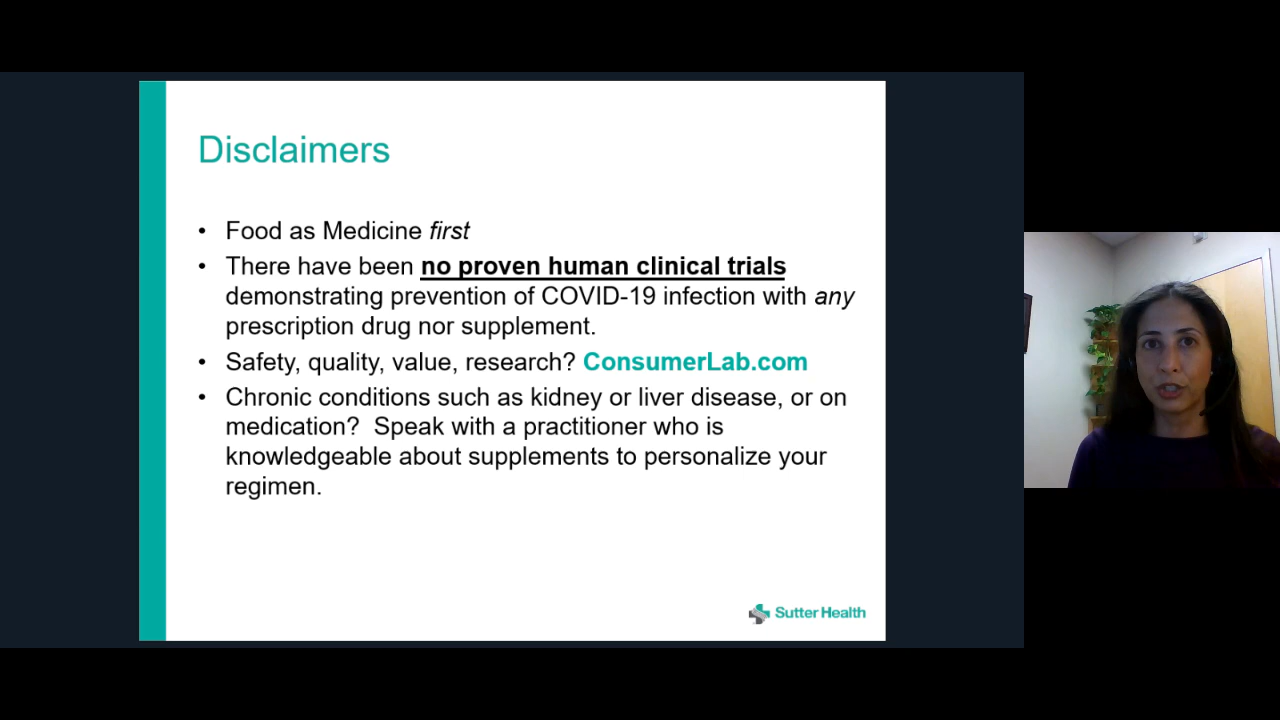 Disclaimers
• Food as Medicine first
• There have been no proven human clinical trials
demonstrating prevention of COVID-19 infection with any
prescription drug nor supplement.
• Safety, quality, value, research? ConsumerLab.com
• Chronic conditions such as kidney or liver disease, or on
medication?  Speak with a practitioner who is
knowledgeable about supplements to personalize your
regimen.
Sutter Health